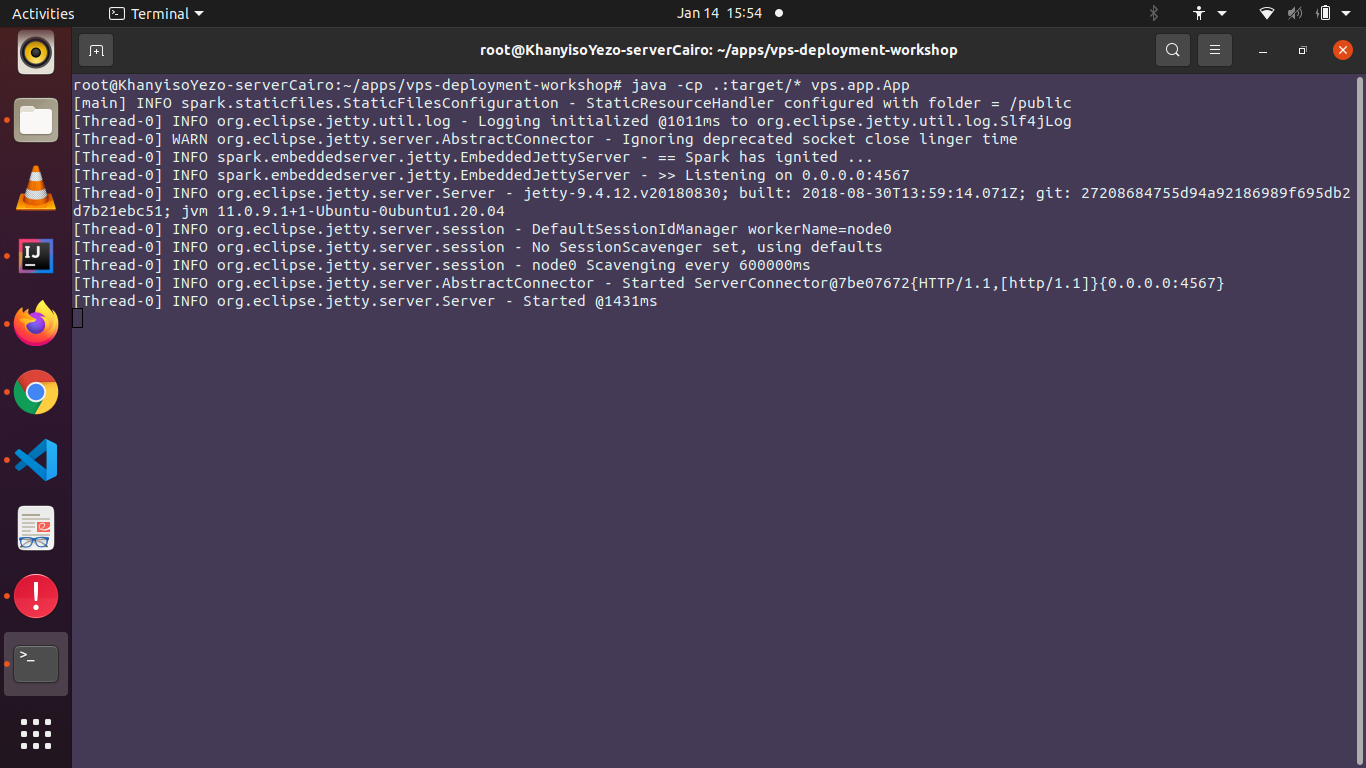 Activities
Terminal
Jan 14 15:54
root@KhanyisoYezo-serverCairo: ~/apps/vps-deployment-workshop
root@KhanyisoYezo-serverCairo:~/apps/vps-deployment-workshop# java -cp .:target/* vps.app.App
[main] INFO spark.staticfiles.StaticFilesConfiguration - StaticResourceHandler configured with folder = /public
[Thread-0] INFO org.eclipse.jetty.util.log - Logging initialized @1011ms to org.eclipse.jetty.util.log.Slf4jLog
[Thread-0] WARN org.eclipse.jetty.server.AbstractConnector - Ignoring deprecated socket close linger time
[Thread-0] INFO spark.embeddedserver.jetty.EmbeddedJettyServer - == Spark has ignited ...
[Thread-0] INFO spark.embeddedserver.jetty.EmbeddedJettyServer - >> Listening on 0.0.0.0:4567
[Thread-0] INFO org.eclipse.jetty.server.Server - jetty-9.4.12.v20180830; built: 2018-08-30T13:59:14.071Z; git: 27208684755d94a92186989f695db2
d7b21ebc51; jvm 11.0.9.1+1-Ubuntu-0ubuntu1.20.04
[Thread-0] INFO org.eclipse.jetty.server.session - DefaultSessionIdManager workerName=node0
[Thread-0] INFO org.eclipse.jetty.server.session - No SessionScavenger set, using defaults
[Thread-0] INFO org.eclipse.jetty.server.session - node0 Scavenging every 600000ms
[Thread-0] INFO org.eclipse.jetty.server.AbstractConnector - Started ServerConnector@7be07672{HTTP/1.1,[http/1.1]}{0.0.0.0:4567}
[Thread-0] INFO org.eclipse.jetty.server.Server - Started @1431ms
IJ
>_